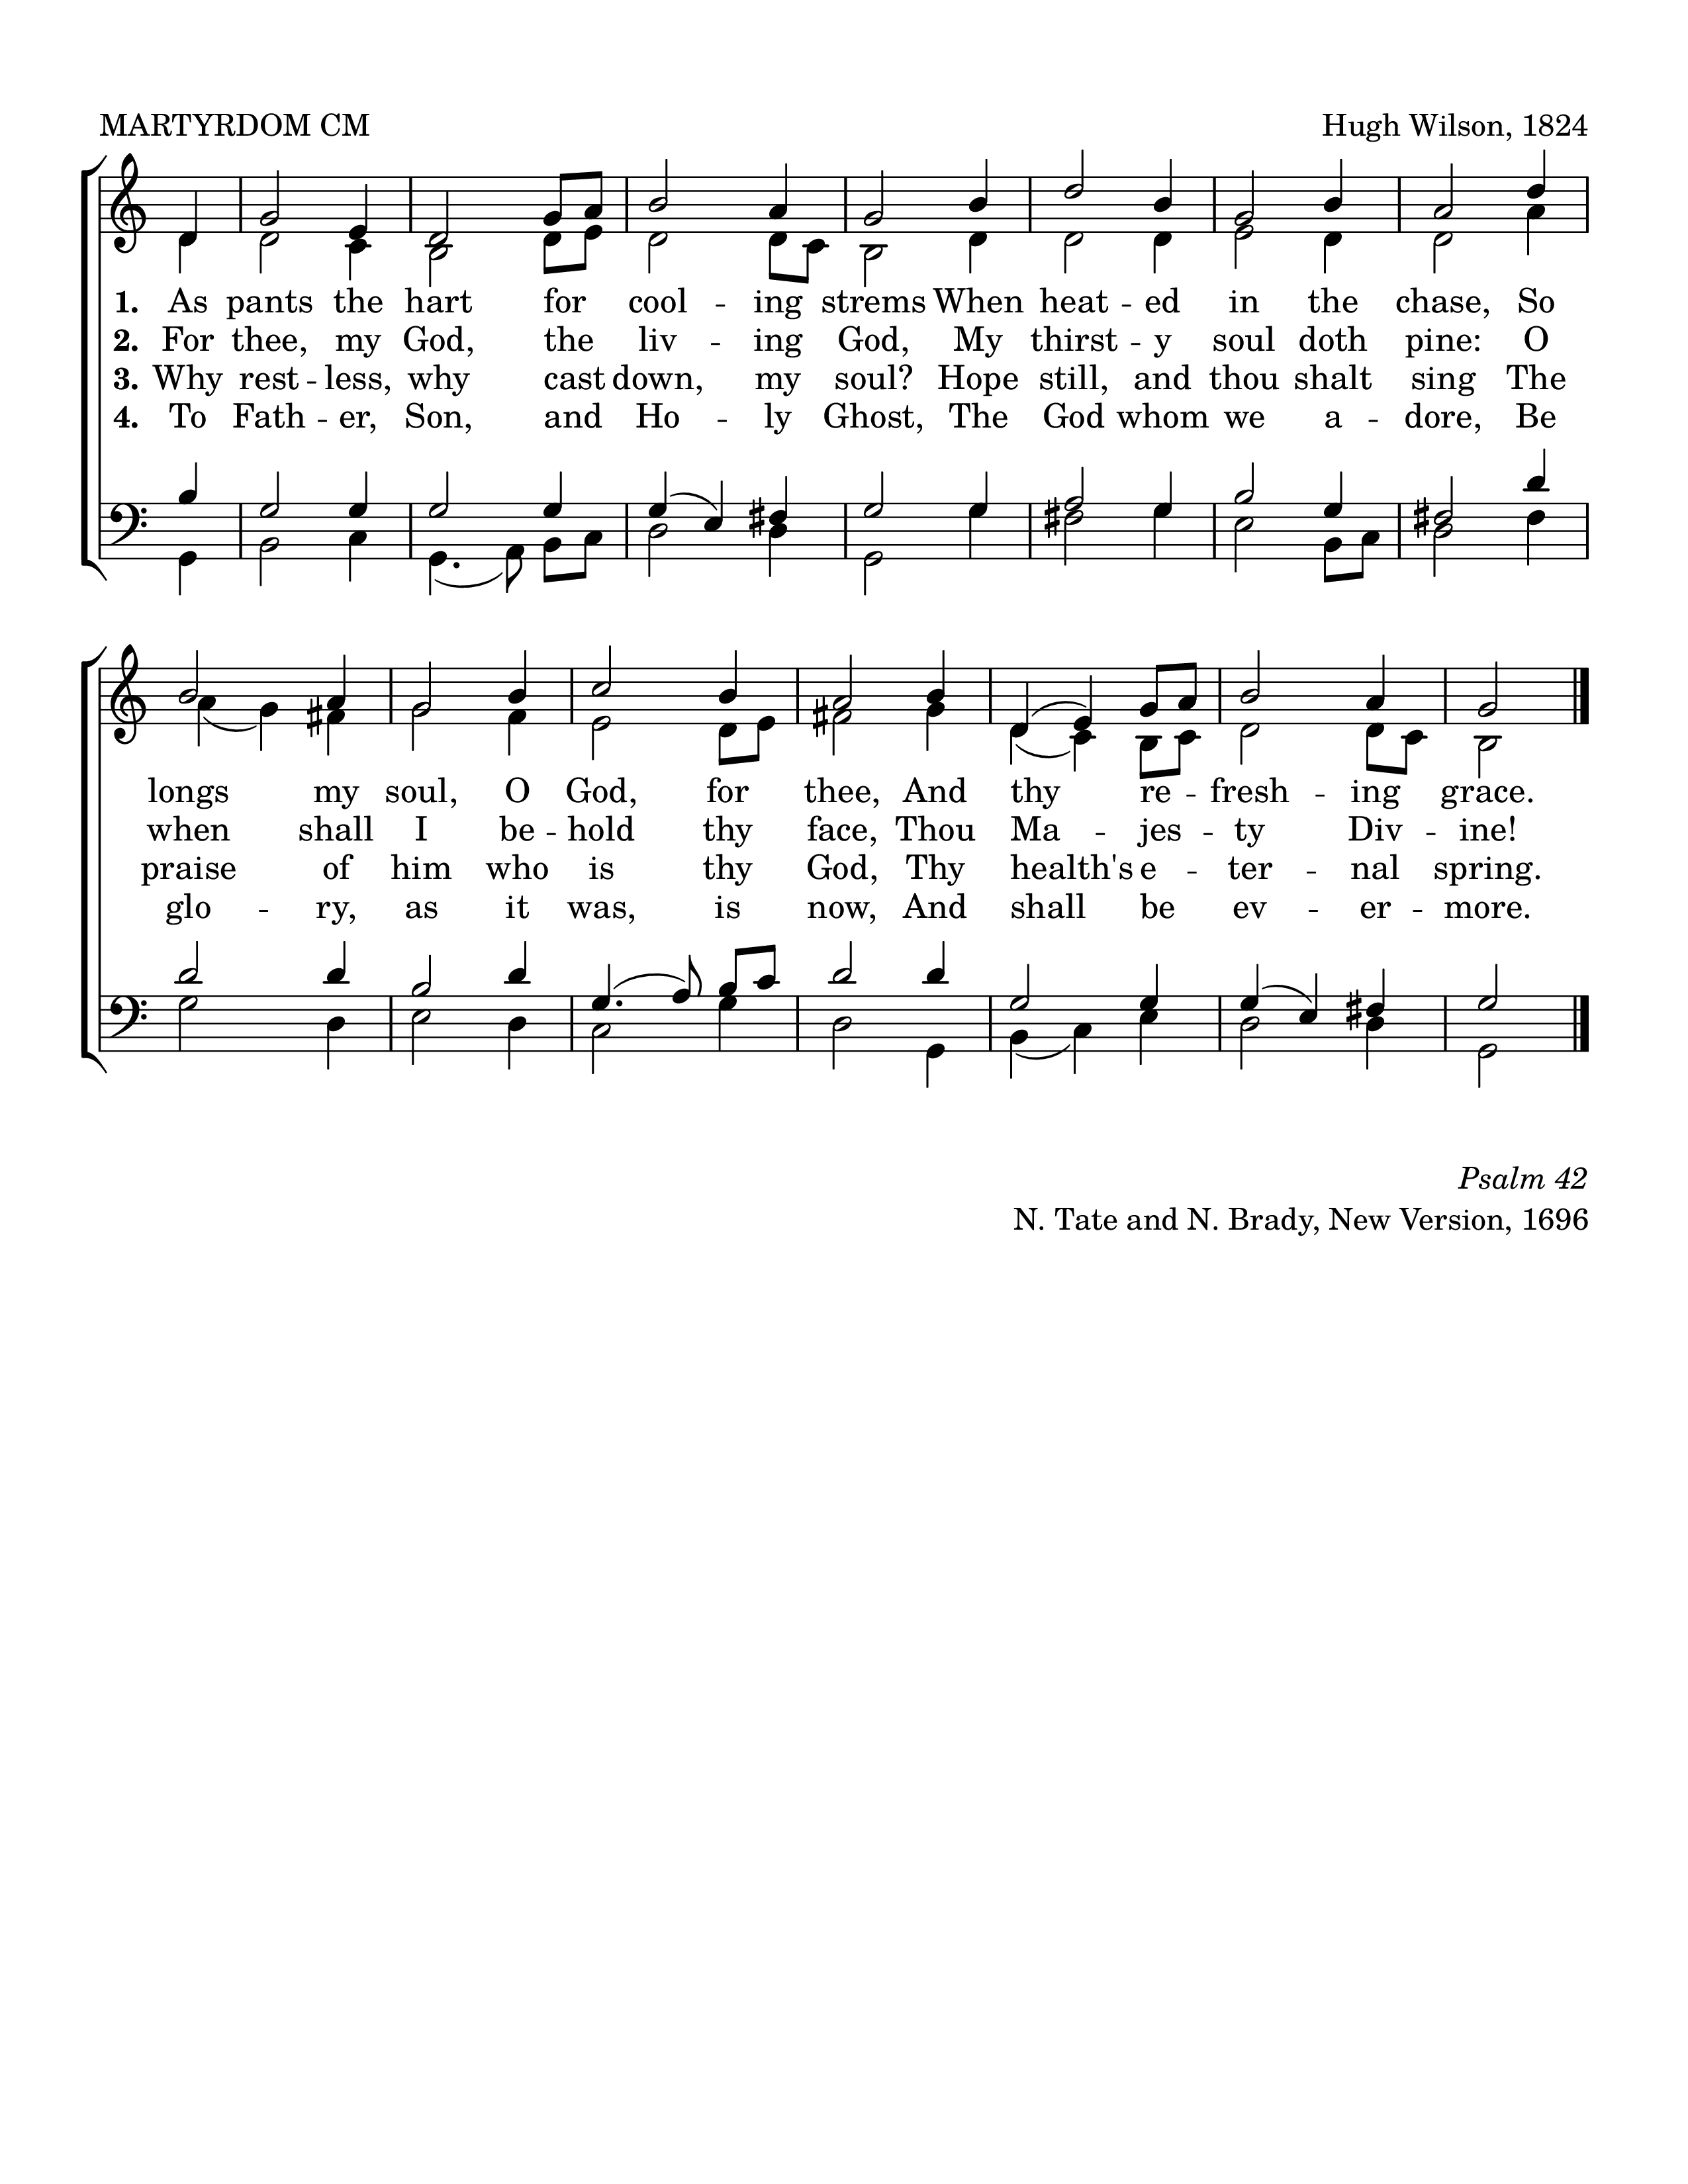 MARTYRDOM CM
Hugh Wilson, 1824
1. As pants the hart for cool -- ing strems When heat -- ed in the chase, So
2. For thee, my God, the liv -- ing God, My thirst -- y soul doth pine: O
3. Why rest -- less, why cast down, my soul? Hope still, and thou shalt sing The
4. To Fath -- er, Son, and Ho -- ly Ghost, The God whom we a -- dore, Be
longs my soul, O God, for thee, And thy re -- fresh -- ing grace.
when shall I be -- hold thy face, Thou Ma -- jes -- ty Div -- ine!
praise of him who is thy God, Thy health's e -- ter -- nal spring.
glo -- ry, as it was, is now, And shall be ev -- er -- more.
Psalm 42
N. Tate and N. Brady, New Version, 1696